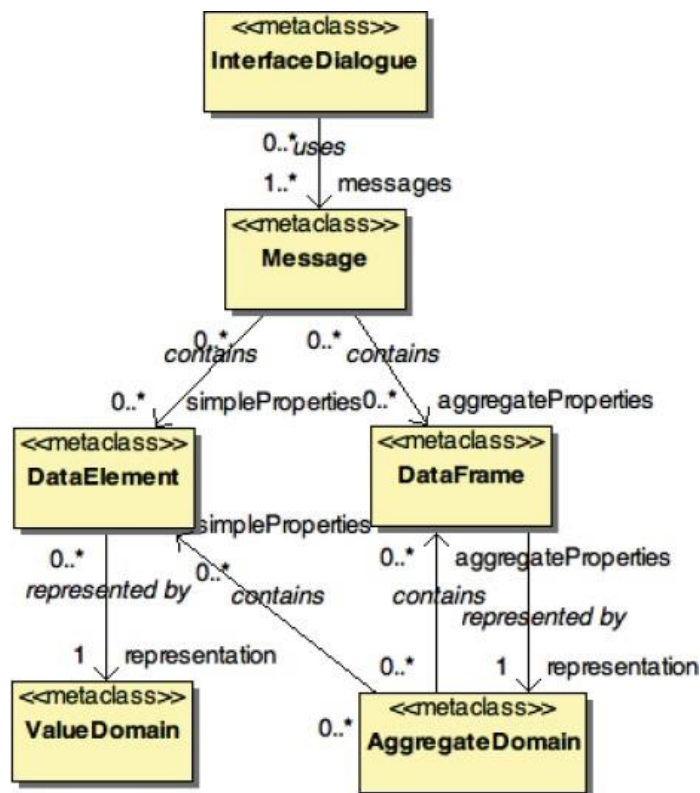 <<metaclass>>
InterfaceDialogue
0..*
uses
1..*
messages
<<metaclass>>
Message
0..*
contains
0..*
contains
0..*
simpleProperties
0..*
aggregateProperties
<<metaclass>>
DataElement
<<metaclass>>
DataFrame
simpleProperties
0..*
0..*
aggregateProperties
0..*
represented by
contains
contains
represented by
1
representation
0..*
1
representation
<<metaclass>>
ValueDomain
0..*
<<metaclass>>
AggregateDomain